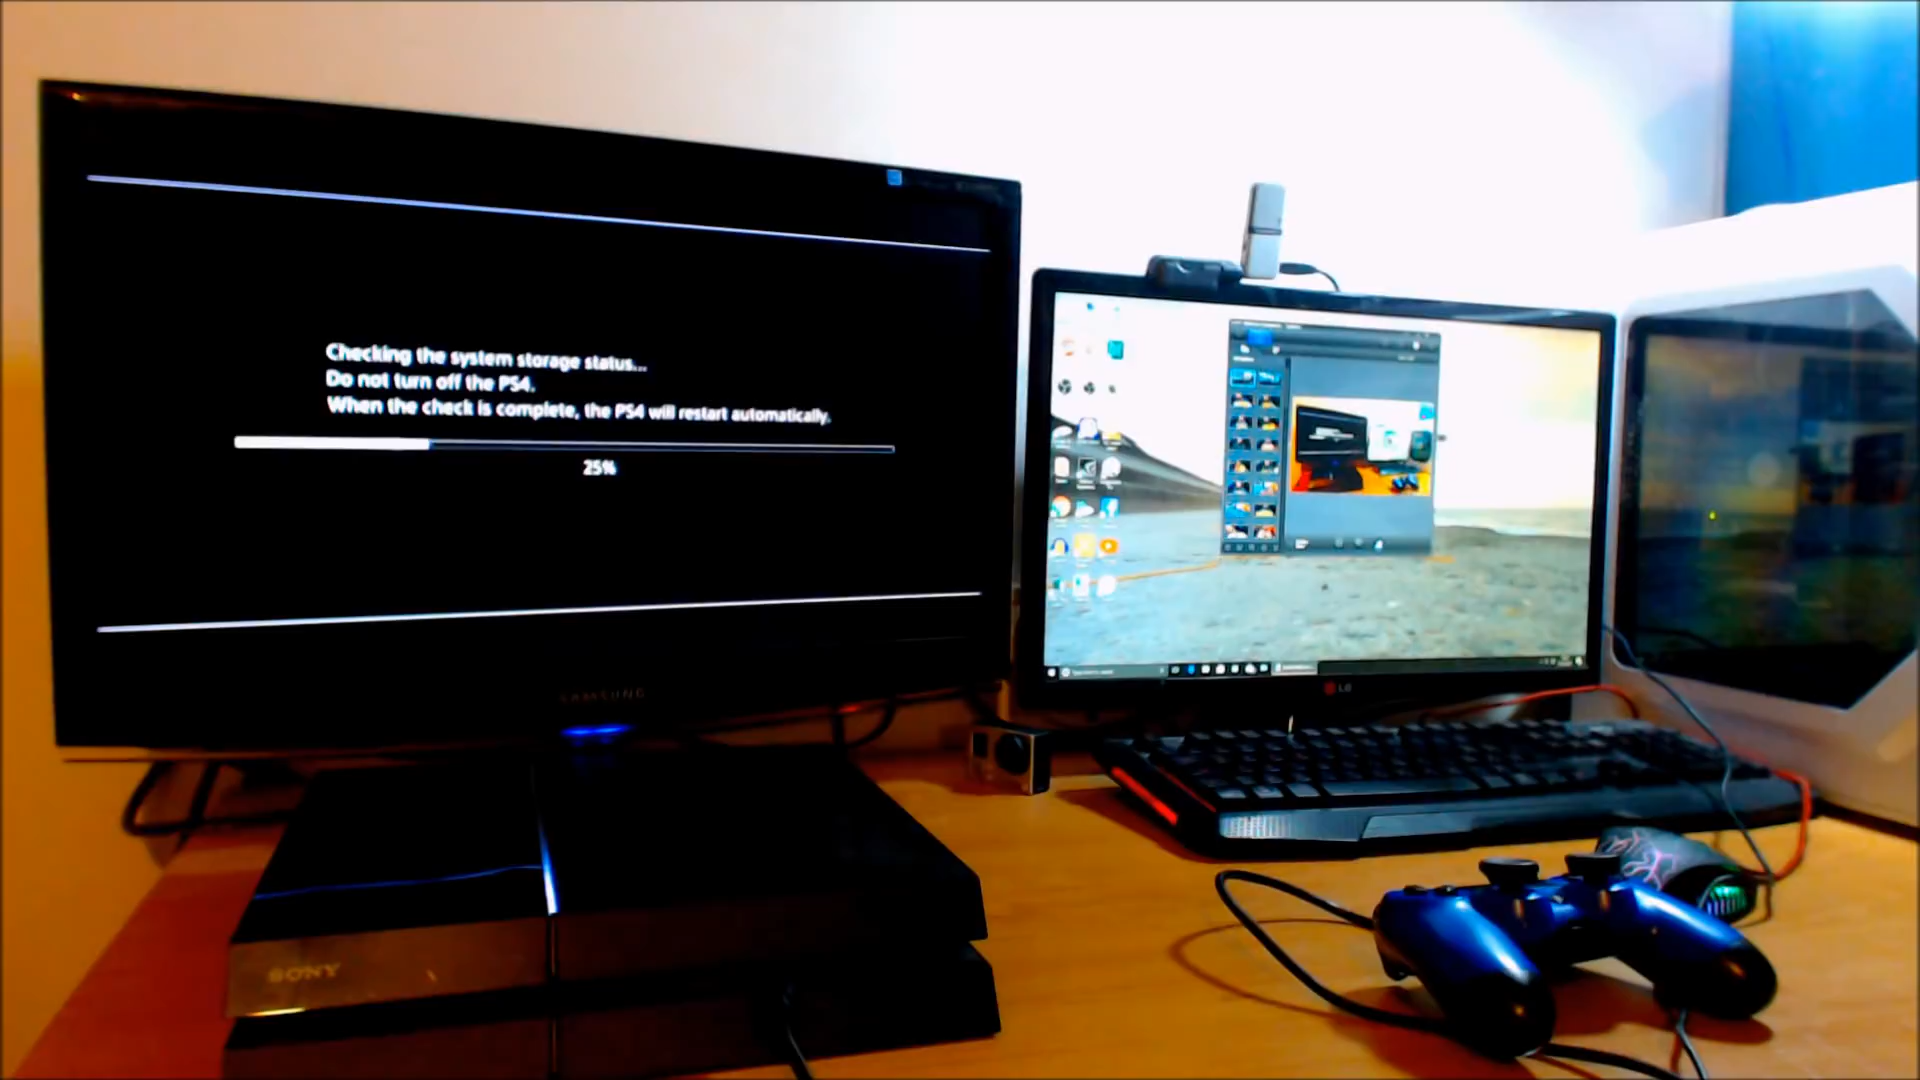 Checking the system storage status...
Do not turn off the PS4.
When the check is complete, the PS4 will restart automatically.
25%
SAMSUNG
LG
SONY